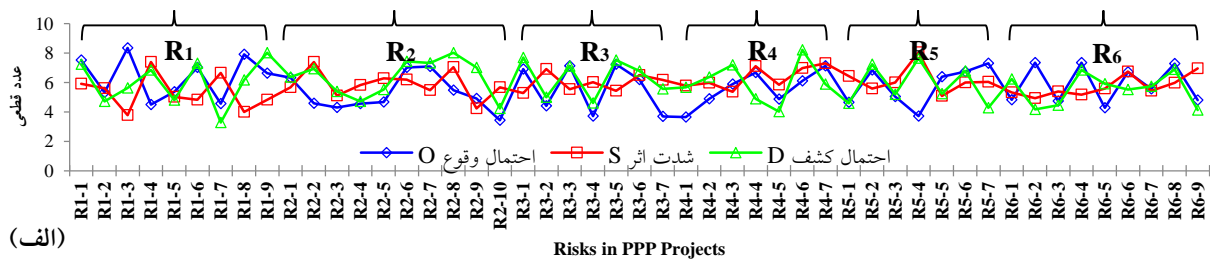 R1 R2 R3 R4 R5 R6
10
8
6
4
2
0
عدد قطعی
احتمال وقوع O شدت اثر S احتمال کشف D
R1-1 R1-2 R1-3 R1-4 R1-5 R1-6 R1-7 R1-8 R1-9 R2-1 R2-2 R2-3 R2-4 R2-5 R2-6 R2-7 R2-8 R2-9 R2-10 R3-1 R3-2 R3-3 R3-4 R3-5 R3-6 R3-7 R4-1 R4-2 R4-3 R4-4 R4-5 R4-6 R4-7 R5-1 R5-2 R5-3 R5-4 R5-5 R5-6 R5-7 R6-1 R6-2 R6-3 R6-4 R6-5 R6-6 R6-7 R6-8 R6-9
(الف)
Risks in PPP Projects